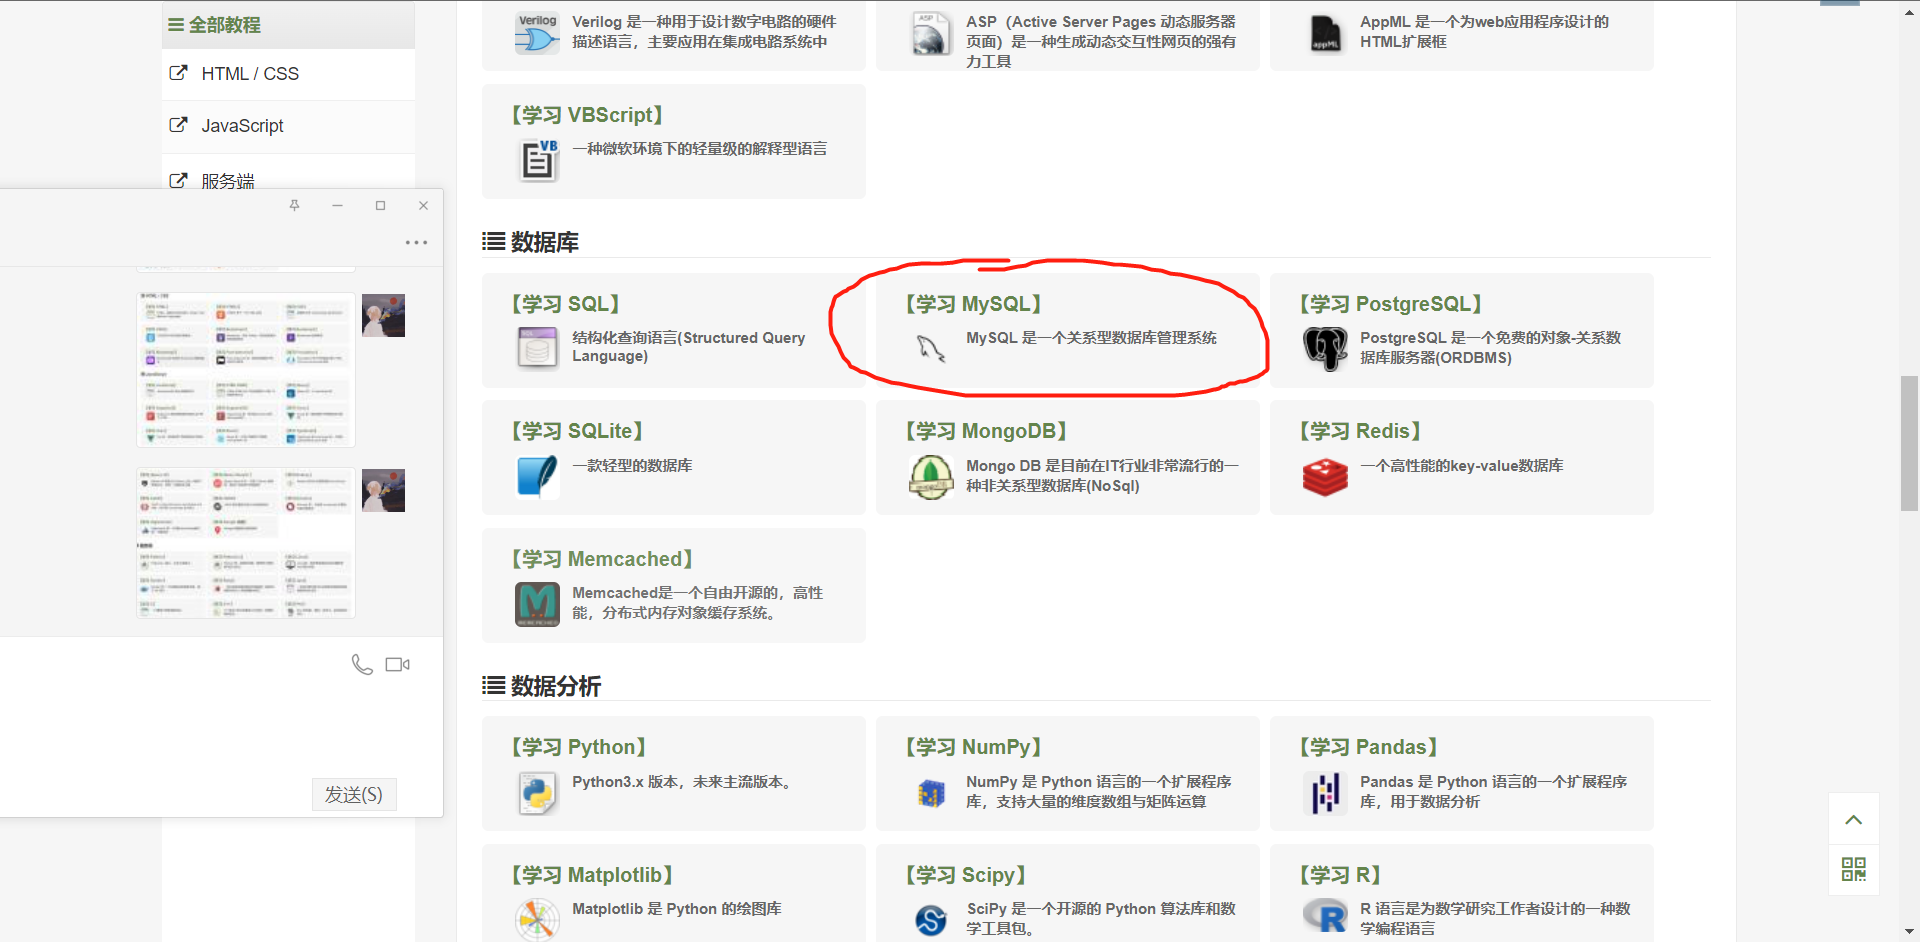 全部教程
HTML / CSS
JavaScript
服务端
发送(S)
Verilog
Verilog 是一种用于设计数字电路的硬件
描述语言，主要应用在集成电路系统中
ASP
ASP（Active Server Pages 动态服务器
页面）是一种生成动态交互性网页的强有
力工具
appML
AppML 是一个为web应用程序设计的
HTML扩展框
【学习 VBScript】
VB
一种微软环境下的轻量级的解释型语言
数据库
【学习 SQL】
SQL
结构化查询语言(Structured Query
Language)
【学习 MySQL】
MySQL 是一个关系型数据库管理系统
【学习 PostgreSQL】
PostgreSQL 是一个免费的对象-关系数
据库服务器(ORDBMS)
【学习 SQLite】
一款轻型的数据库
【学习 MongoDB】
Mongo DB 是目前在IT行业非常流行的一
种非关系型数据库(NoSql)
【学习 Redis】
一个高性能的key-value数据库
【学习 Memcached】
Memcached是一个自由开源的，高性
能，分布式内存对象缓存系统。
数据分析
【学习 Python】
Python3.x 版本，未来主流版本。
【学习 NumPy】
NumPy 是 Python 语言的一个扩展程序
库，支持大量的维度数组与矩阵运算
【学习 Pandas】
Pandas 是 Python 语言的一个扩展程序
库，用于数据分析
【学习 Matplotlib】
Matplotlib 是 Python 的绘图库
【学习 Scipy】
SciPy 是一个开源的 Python 算法库和数
学工具包。
【学习 R】
R 语言是为数学研究工作者设计的一种数
学编程语言